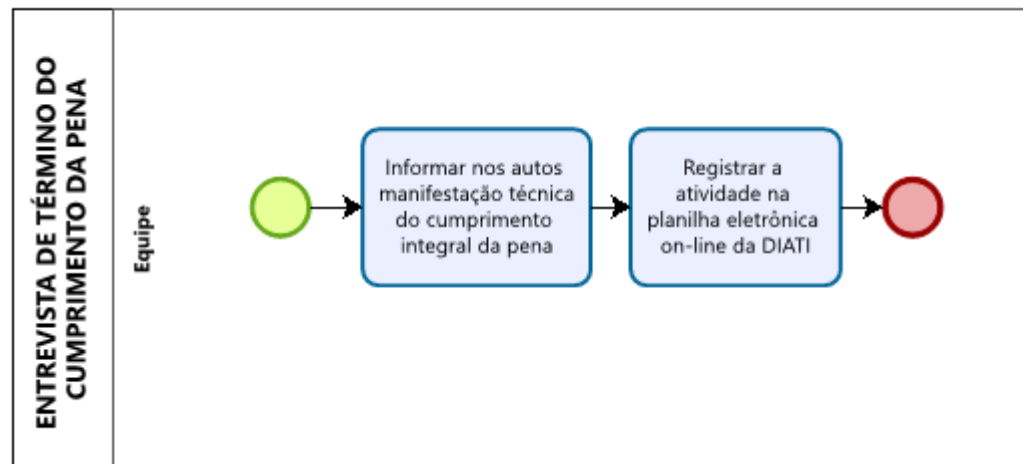 ENTREVISTA DE TÉRMINO DO
CUMPRIMENTO DA PENA
Equipe
Informar nos autos
manifestação técnica
do cumprimento
integral da pena
Registrar a
atividade na
planilha eletrônica
on-line da DIATI